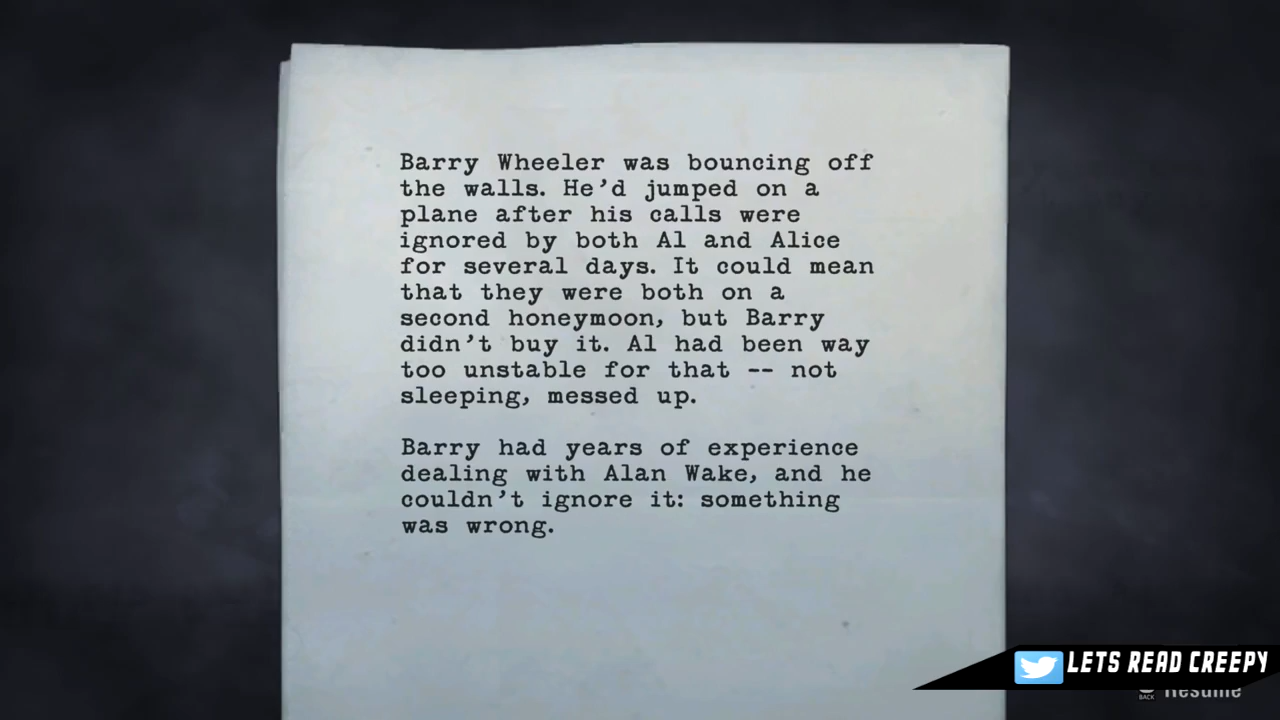 Barry Wheeler was bouncing off
the walls. He’d jumped on a
plane after his calls were
ignored by both Al and Alice
for several days. It could mean
that they were both on a
second honeymoon, but Barry
didn’t buy it. Al had been way
too unstable for that -- not
sleeping, messed up.
Barry had years of experience
dealing with Alan Wake, and he
couldn’t ignore it: something
was wrong.
LETS READ CREEPY
BACK Resume